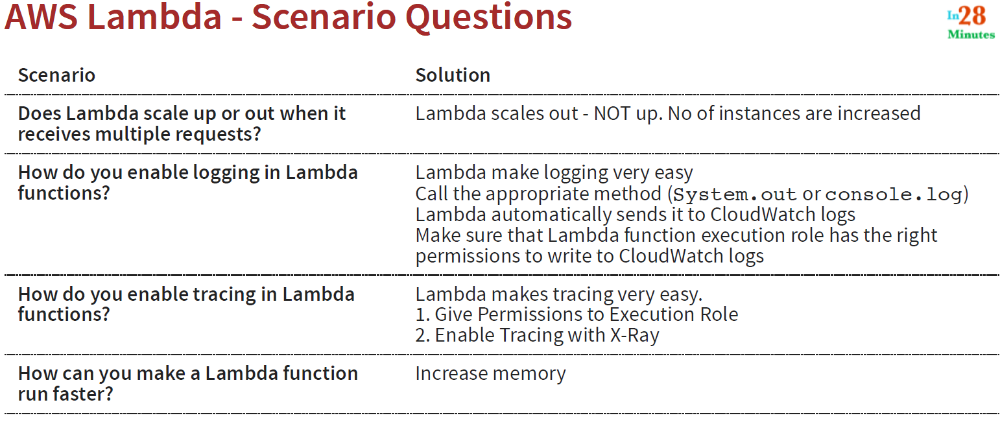 AWS Lambda - Scenario Questions
In28
Minutes
Scenario
Solution
Does Lambda scale up or out when it
receives multiple requests?
Lambda scales out - NOT up. No of instances are increased
How do you enable logging in Lambda
functions?
Lambda make logging very easy
Call the appropriate method (System.out or console.log)
Lambda automatically sends it to CloudWatch logs
Make sure that Lambda function execution role has the right
permissions to write to CloudWatch logs
How do you enable tracing in Lambda
functions?
Lambda makes tracing very easy.
1. Give Permissions to Execution Role
2. Enable Tracing with X-Ray
How can you make a Lambda function
run faster?
Increase memory